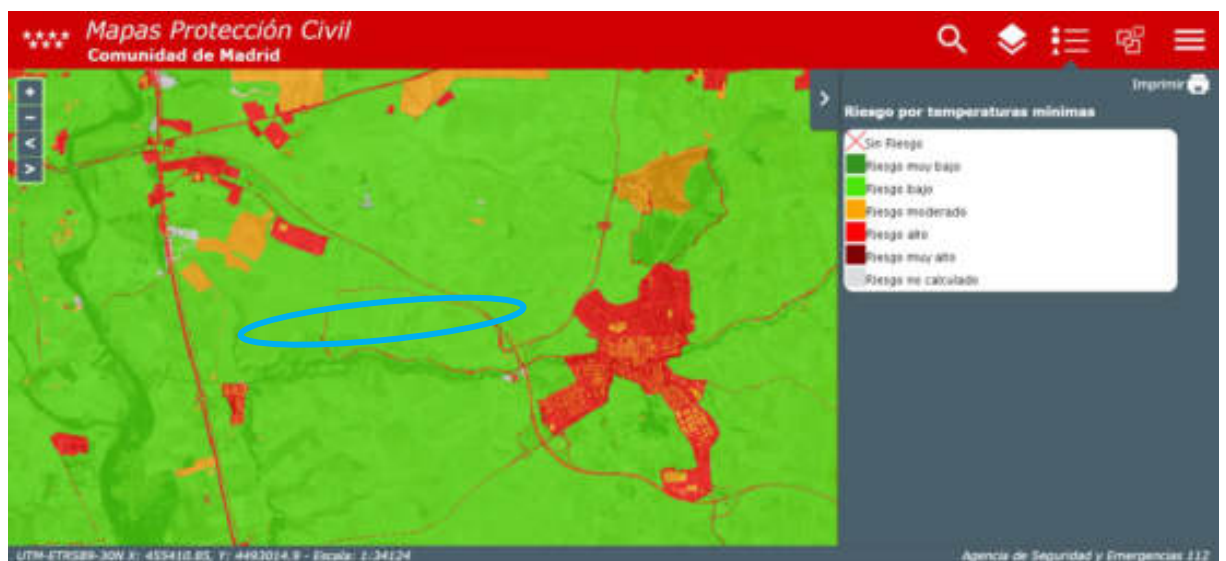 Mapas Protección Civil
Comunidad de Madrid
Imprimir
Riesgo por temperaturas mínimas
Sin Riesgo
Riesgo muy bajo
Riesgo bajo
Riesgo moderado
Riesgo alto
Riesgo muy alto
Riesgo no calculado
UTM-ETRS89-30N X: 455410.85, Y: 4493014.9 - Escala: 1:34124
Agencia de Seguridad y Emergencias 112